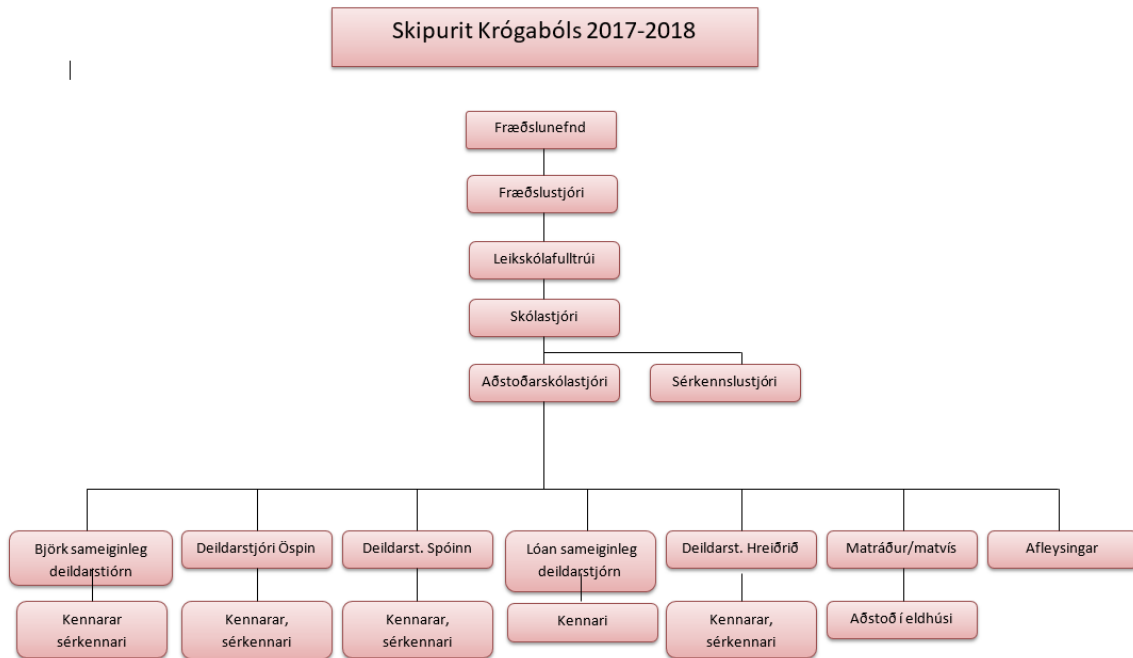 Skipurit Krógabóls 2017-2018
Fræðslunefnd
Fræðslustjóri
Leikskólafulltrúi
Skólastjóri
Aðstoðarskólastjóri
Sérkennslustjóri
Björk sameiginleg
deildarstjórn
Deildarstjóri Öspin
Deildarst. Spóinn
Lóan sameiginleg
deildarstjórn
Deildarst. Hreiðrið
Matráður/matvís
Afleysingar
Kennarar
sérkennari
Kennarar,
sérkennari
Kennarar,
sérkennari
Kennari
Kennarar,
sérkennari
Aðstoð í eldhúsi